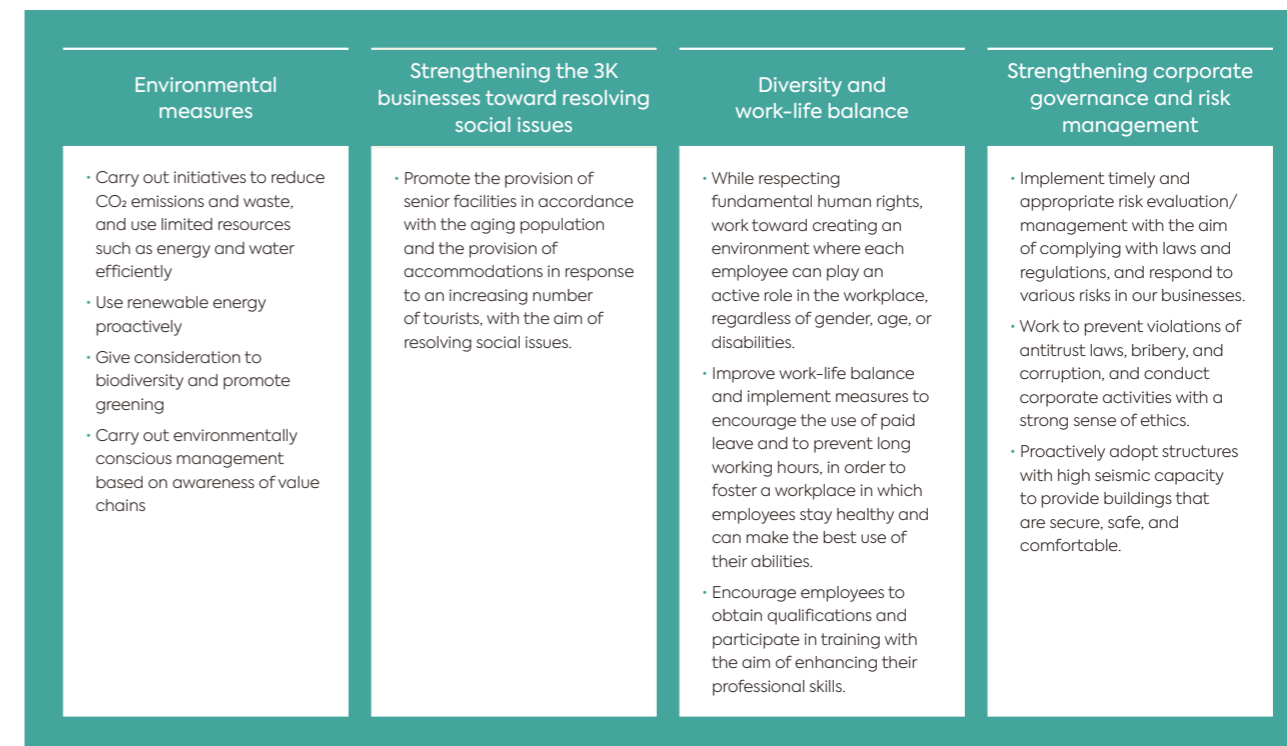 Environmental
measures
• Carry out initiatives to reduce
CO₂ emissions and waste,
and use limited resources
such as energy and water
efficiently
• Use renewable energy
proactively
• Give consideration to
biodiversity and promote
greening
• Carry out environmentally
conscious management
based on awareness of value
chains
Strengthening the 3K
businesses toward resolving
social issues
• Promote the provision of
senior facilities in accordance
with the aging population
and the provision of
accommodations in response
to an increasing number
of tourists, with the aim of
resolving social issues.
Diversity and
work-life balance
• While respecting
fundamental human rights,
work toward creating an
environment where each
employee can play an
active role in the workplace,
regardless of gender, age, or
disabilities.
• Improve work-life balance
and implement measures to
encourage the use of paid
leave and to prevent long
working hours, in order to
foster a workplace in which
employees stay healthy and
can make the best use of
their abilities.
• Encourage employees to
obtain qualifications and
participate in training with
the aim of enhancing their
professional skills.
Strengthening corporate
governance and risk
management
• Implement timely and
appropriate risk evaluation/
management with the aim
of complying with laws and
regulations, and respond to
various risks in our businesses.
• Work to prevent violations of
antitrust laws, bribery, and
corruption, and conduct
corporate activities with a
strong sense of ethics.
• Proactively adopt structures
with high seismic capacity
to provide buildings that
are secure, safe, and
comfortable.